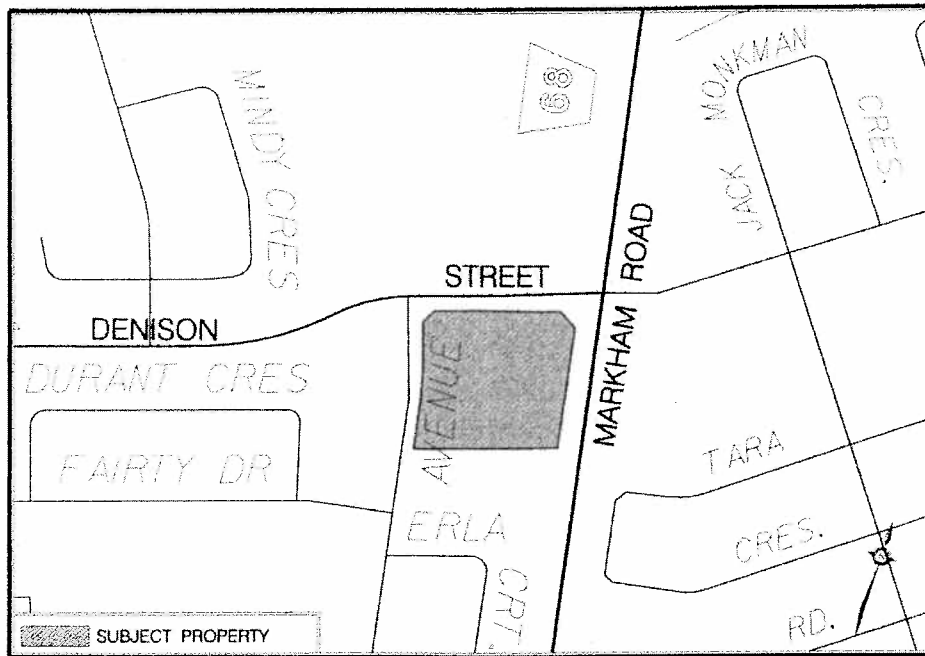 MINDY CRES
68
JACK MONKMAN CRES.
STREET
MARKHAM ROAD
DENISON
AVENUE
DURANT CRES
FAIRTY DR
ERLA CRT.
TARA CRES.
RD.
SUBJECT PROPERTY